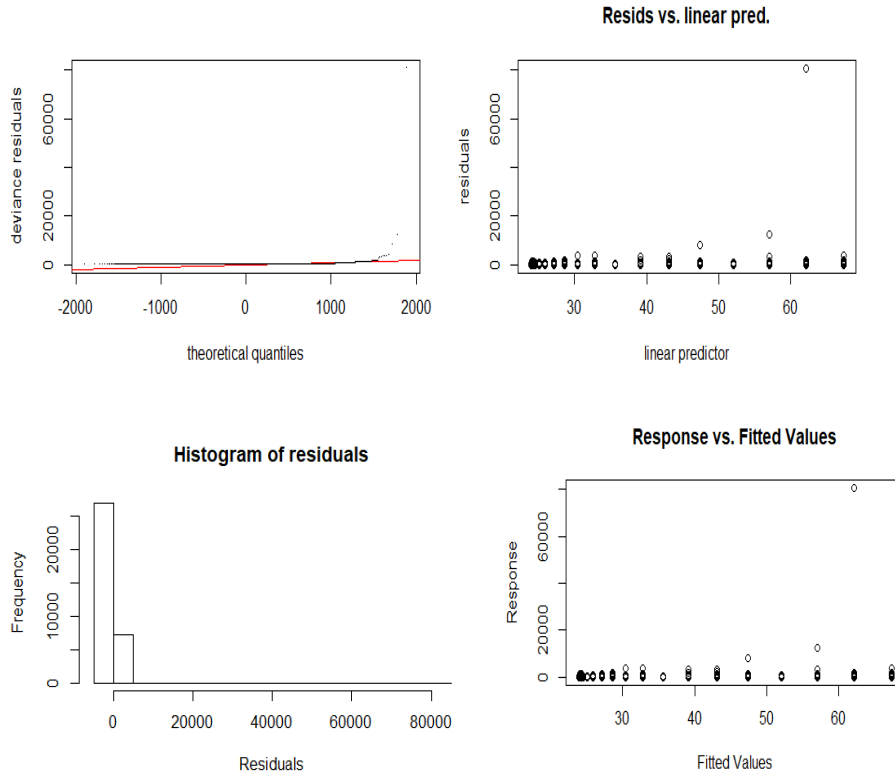 deviance residuals
60000
20000
0
-2000
-1000
0
1000
2000
theoretical quantiles
Resids vs. linear pred.
residuals
60000
20000
0
30
40
50
60
linear predictor
Histogram of residuals
Frequency
20000
10000
0
0
20000
40000
60000
80000
Residuals
Response vs. Fitted Values
Response
60000
20000
0
30
40
50
60
Fitted Values